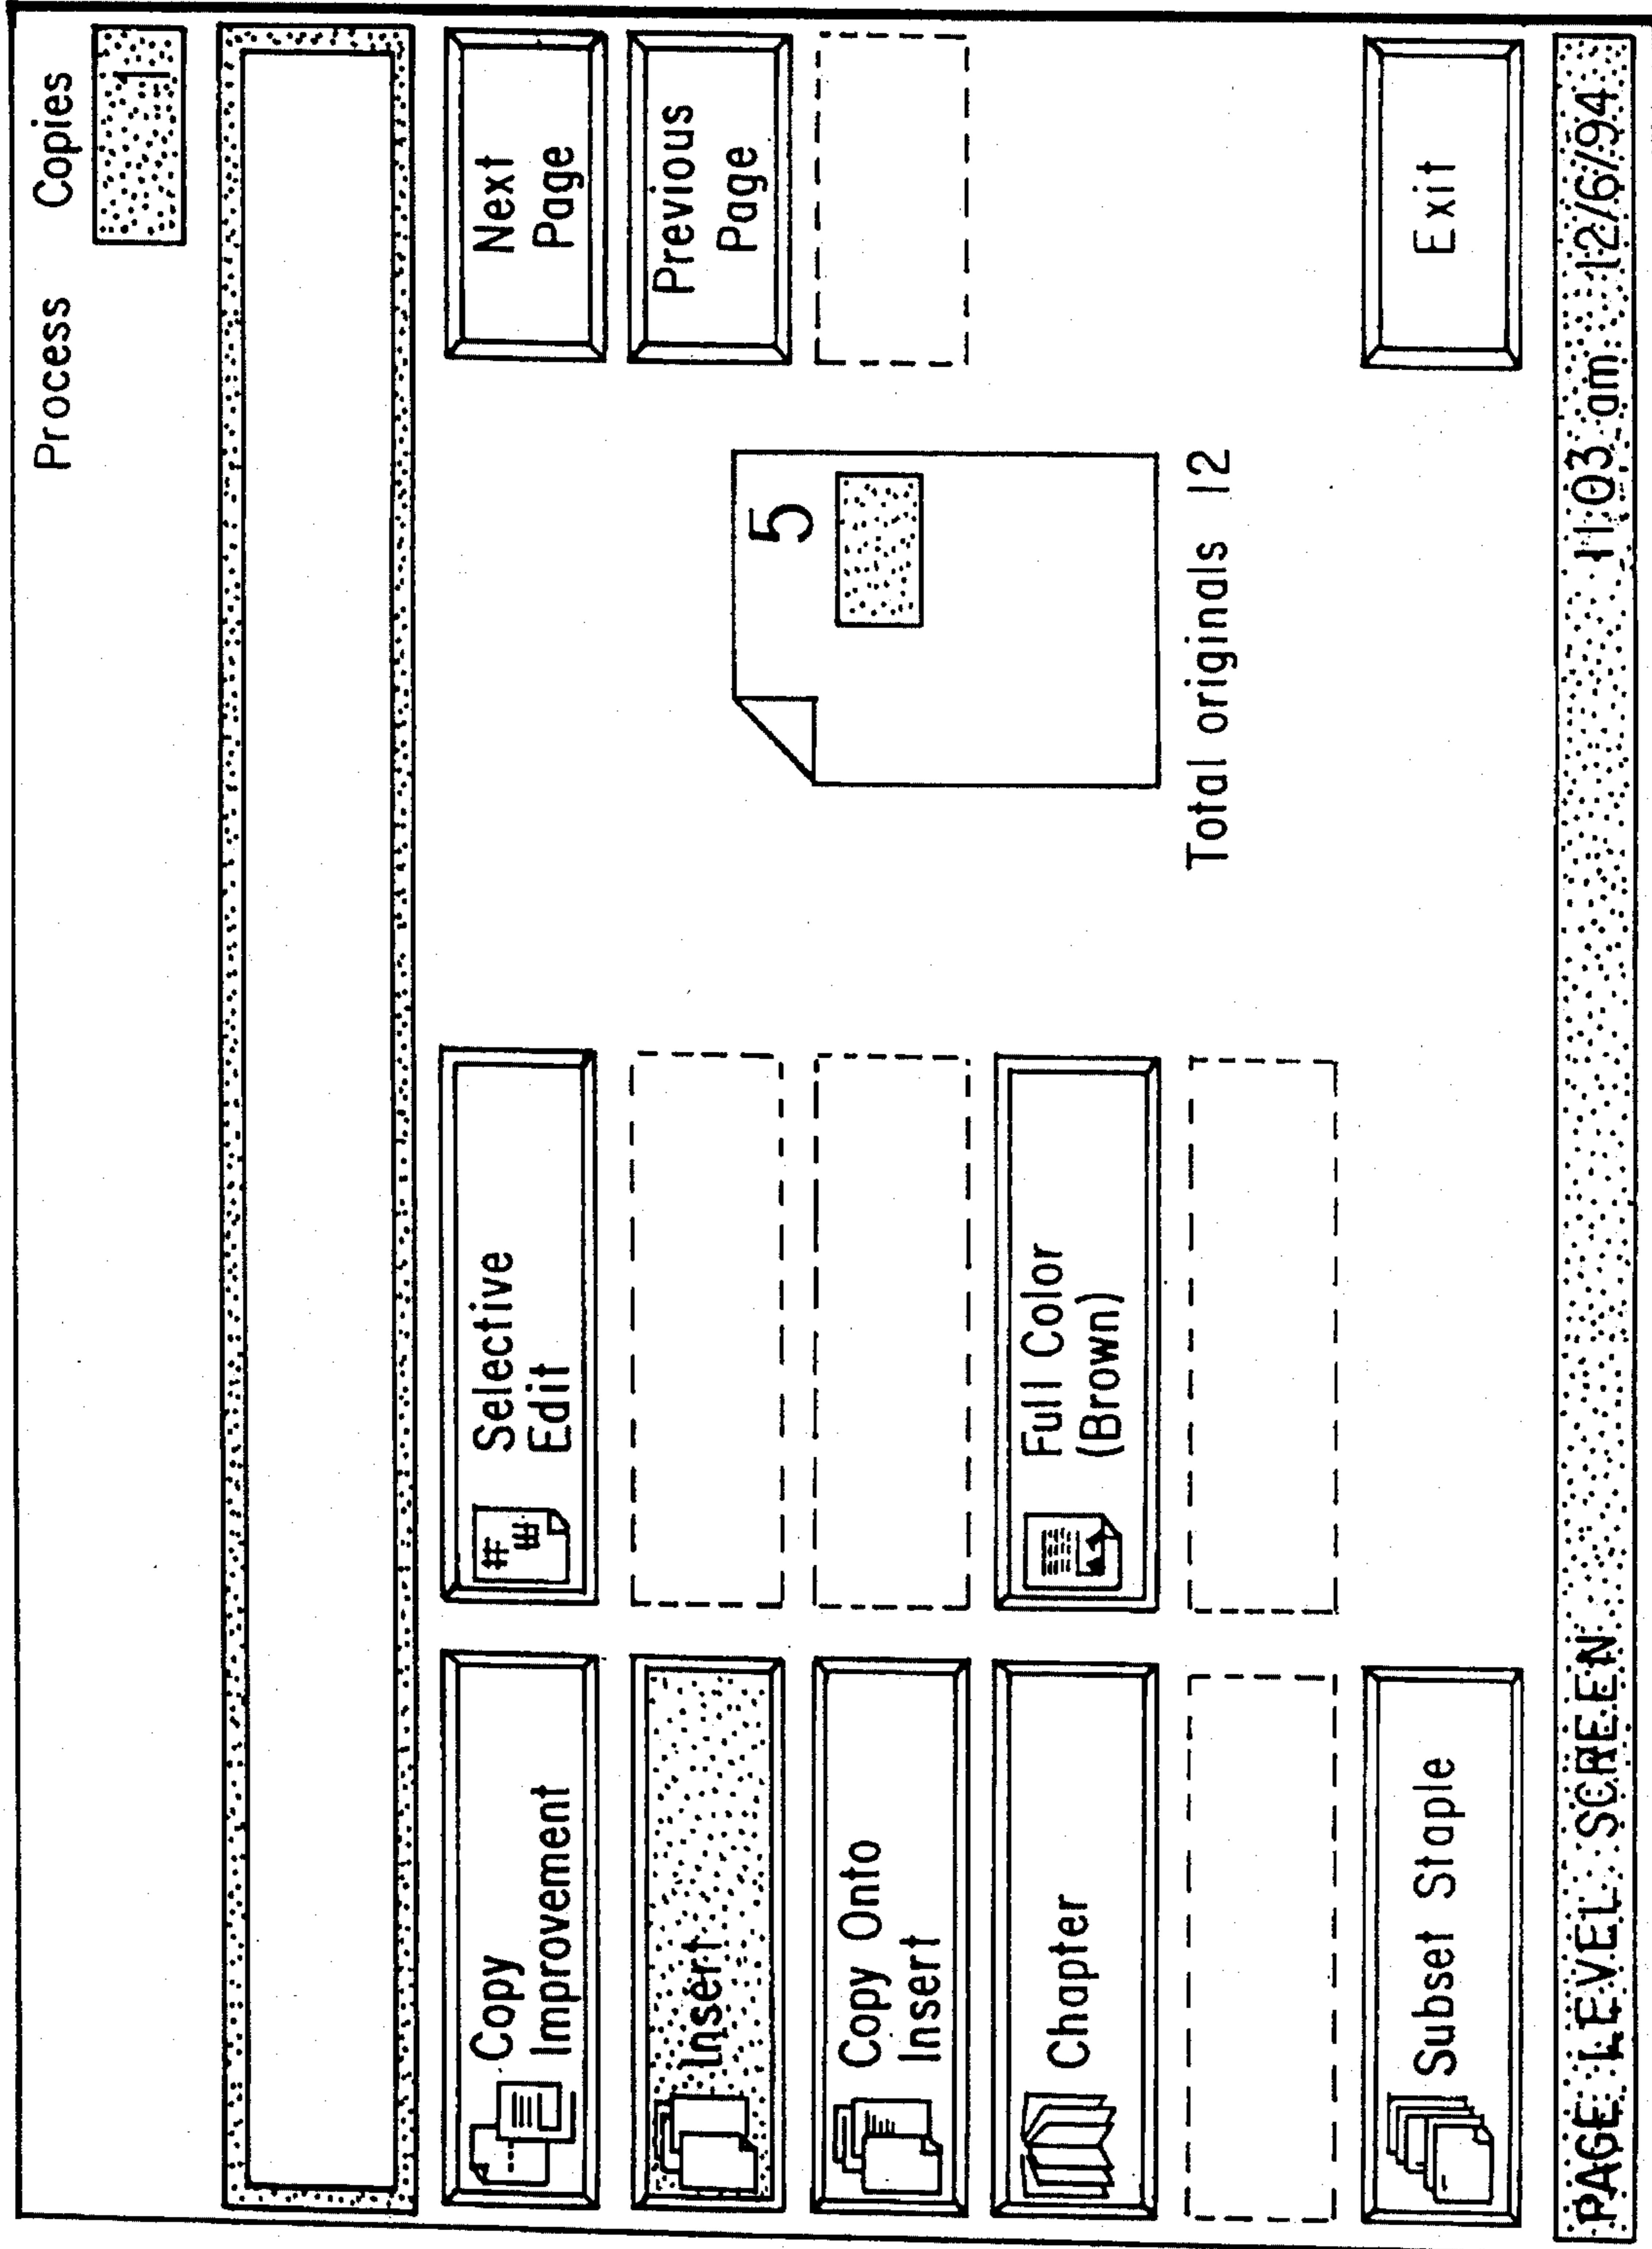 Process Copies
1
Copy
Improvement
Selective
Edit
Next
Page
Insert
Previous
Page
Copy Onto
Insert
5
Chapter
Full Color
(Brown)
Total originals 12
Subset Staple
Exit
PAGE LEVEL SCREEN 11:03 am 12/6/94